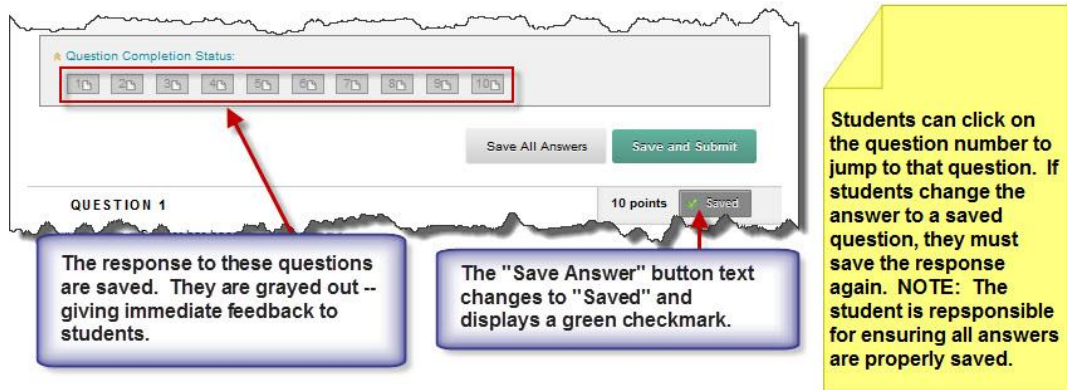 Question Completion Status:
1 2 3 4 5 6 7 8 9 10
Save All Answers
Save and Submit
QUESTION 1
10 points
Saved
The response to these questions
are saved. They are grayed out --
giving immediate feedback to
students.
The "Save Answer" button text
changes to "Saved" and
displays a green checkmark.
Students can click on
the question number to
jump to that question. If
students change the
answer to a saved
question, they must
save the response
again. NOTE: The
student is repsponsible
for ensuring all answers
are properly saved.